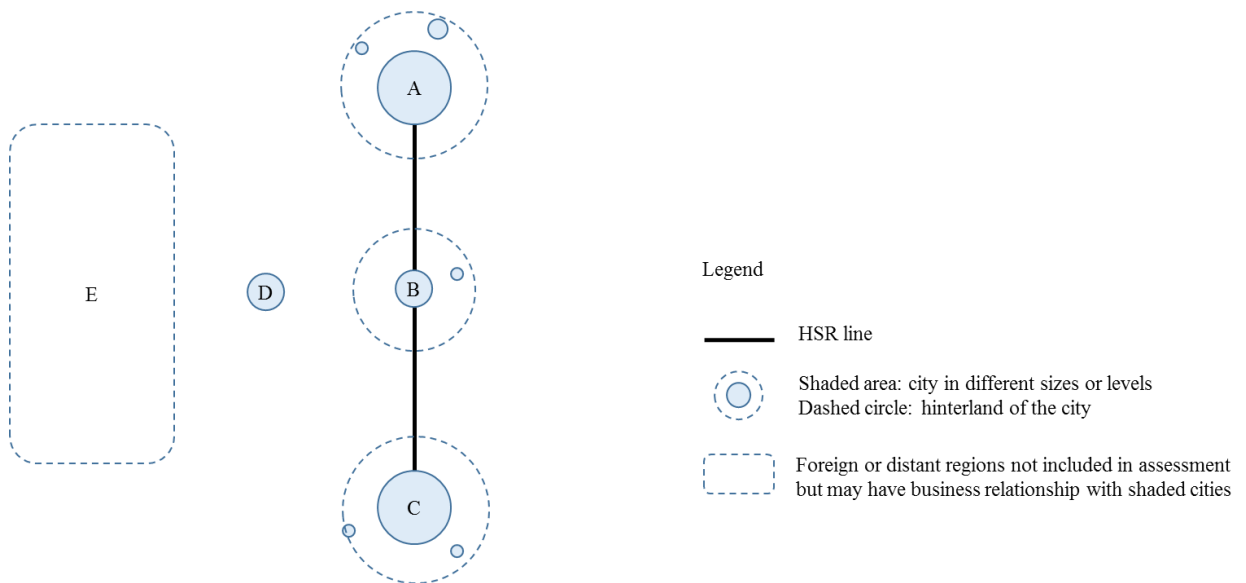 A
E
D
B
C
Legend
HSR line
Shaded area: city in different sizes or levels
Dashed circle: hinterland of the city
Foreign or distant regions not included in assessment
but may have business relationship with shaded cities